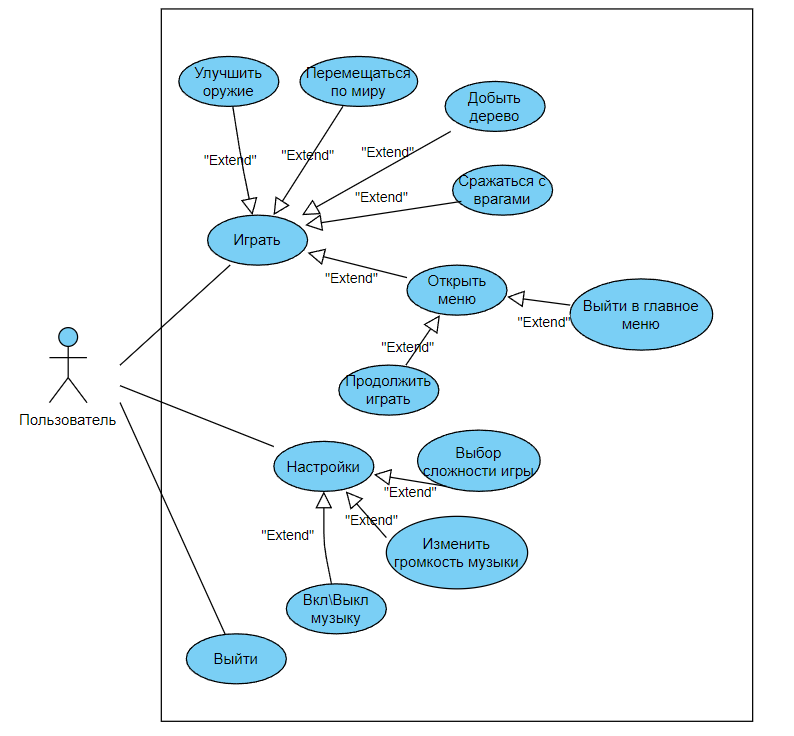 Улучшить
оружие
Перемещаться
по миру
Добыть
дерево
"Extend"
"Extend"
"Extend"
Сражаться с
врагами
"Extend"
Играть
"Extend"
Открыть
меню
Выйти в главное
меню
"Extend"
"Extend"
Продолжить
играть
Пользователь
Настройки
Выбор
сложности игры
"Extend"
"Extend"
"Extend"
Изменить
громкость музыки
Вкл\Выкл
музыку
Выйти